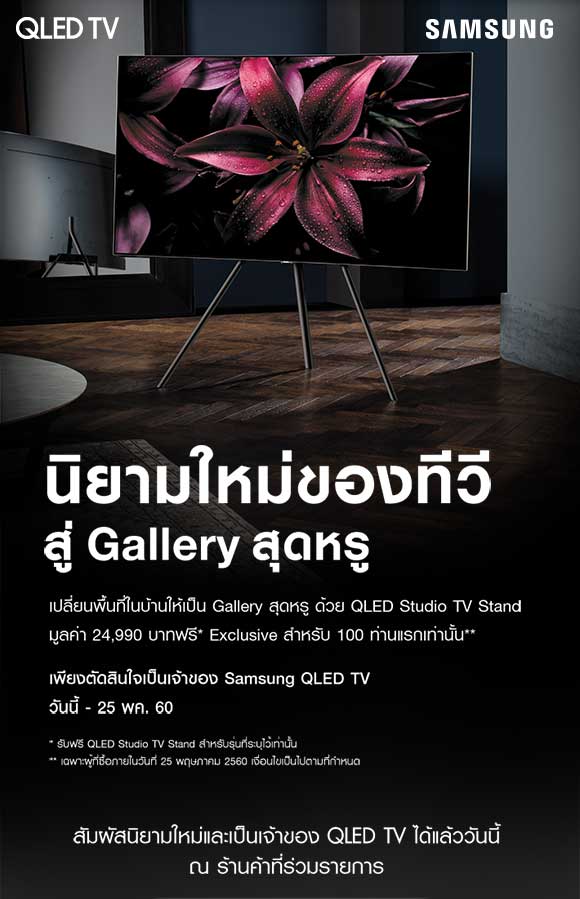 QLED TV
SAMSUNG
นิยามใหม่ของทีวี
สู่ Gallery สุดหรู
เปลี่ยนพื้นที่ในบ้านให้เป็น Gallery สุดหรู ด้วย QLED Studio TV Stand
มูลค่า 24,990 บาทฟรี* Exclusive สำหรับ 100 ท่านแรกเท่านั้น**
เพียงตัดสินใจเป็นเจ้าของ Samsung QLED TV
วันนี้ - 25 พค. 60
* รับฟรี QLED Studio TV Stand สำหรับรุ่นที่ระบุไว้เท่านั้น
** เฉพาะผู้ที่ซื้อภายในวันที่ 25 พฤษภาคม 2560 เงื่อนไขเป็นไปตามที่กำหนด
สัมผัสนิยามใหม่และเป็นเจ้าของ QLED TV ได้แล้ววันนี้
ณ ร้านค้าที่ร่วมรายการ